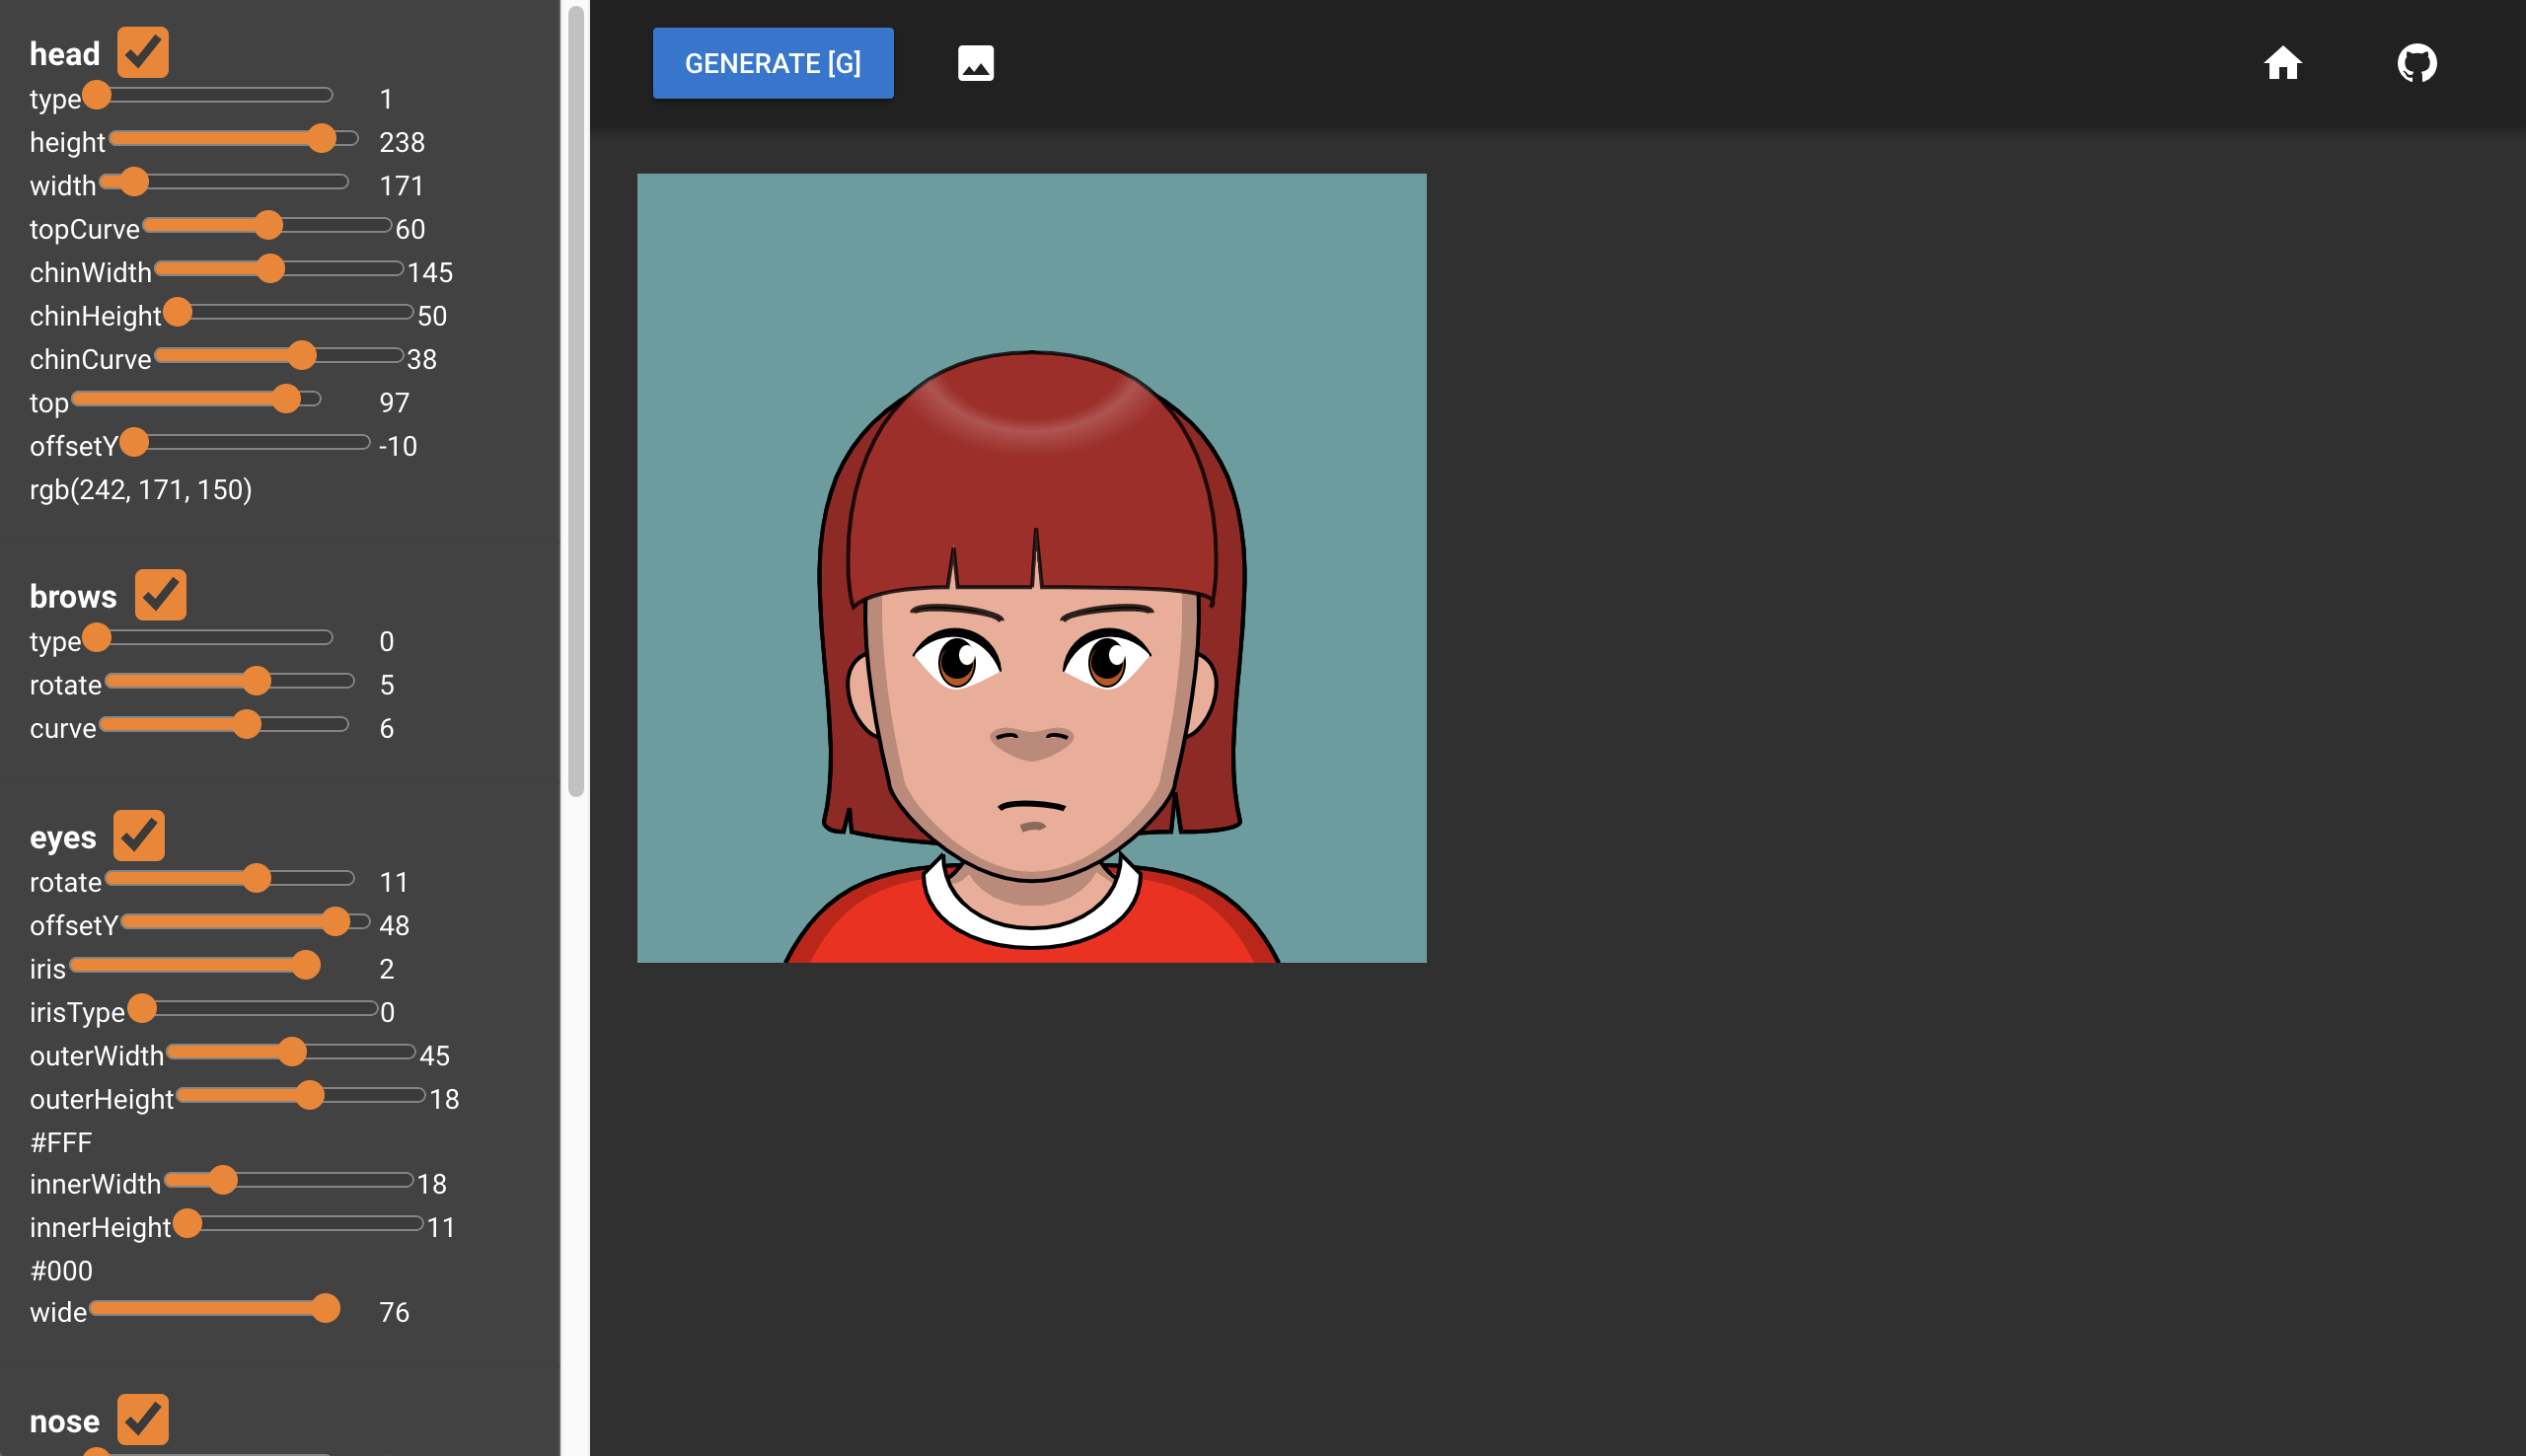 head
type 1
height 238
width 171
topCurve 60
chinWidth 145
chinHeight 50
chinCurve 38
top 97
offsetY -10
rgb(242, 171, 150)
brows
type 0
rotate 5
curve 6
eyes
rotate 11
offsetY 48
iris 2
irisType 0
outerWidth 45
outerHeight 18
#FFF
innerWidth 18
innerHeight 11
#000
wide 76
nose
GENERATE [G]